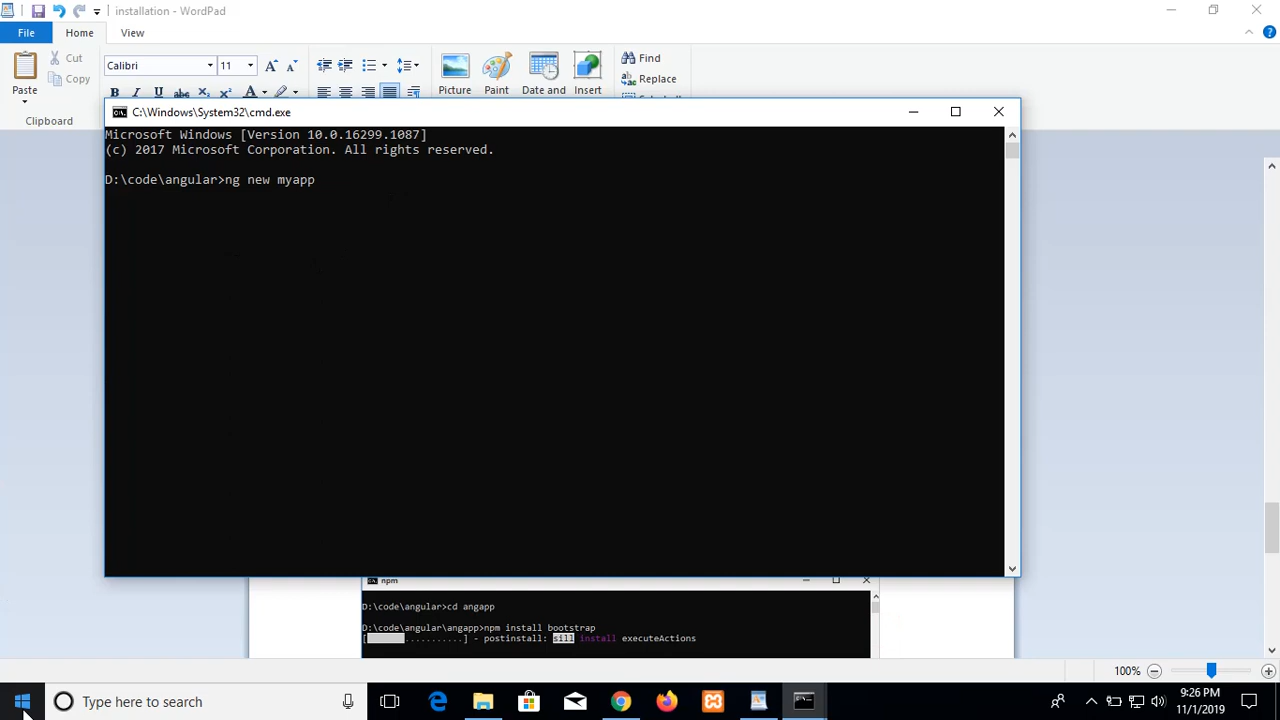 installation - WordPad
File
Home
View
Paste
Cut
Copy
Clipboard
Calibri
11
Picture
Paint
Date and
Insert
Find
Replace
C:\Windows\System32\cmd.exe
Microsoft Windows [Version 10.0.16299.1087]
(c) 2017 Microsoft Corporation. All rights reserved.
D:\code\angular>ng new myapp
npm
D:\code\angular>cd angapp
D:\code\angular\angapp>npm install bootstrap
[ ...........] - postinstall: sill install executeActions
100%
Type here to search
9:26 PM
11/1/2019